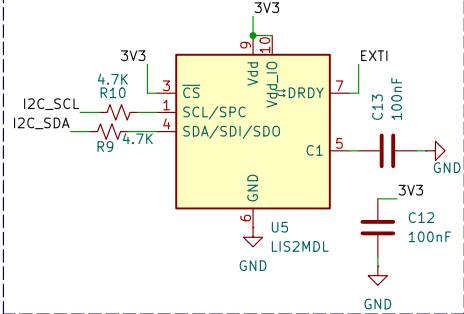 3V3
9
10
3V3
EXTI
4.7K
R10
3
CS
Vdd
Vdd_IO
DRDY
7
C13
100nF
I2C_SCL
1
SCL/SPC
I2C_SDA
4
SDA/SDI/SDO
R9
4.7K
C1
5
GND
GND
3V3
6
U5
LIS2MDL
C12
100nF
GND
GND